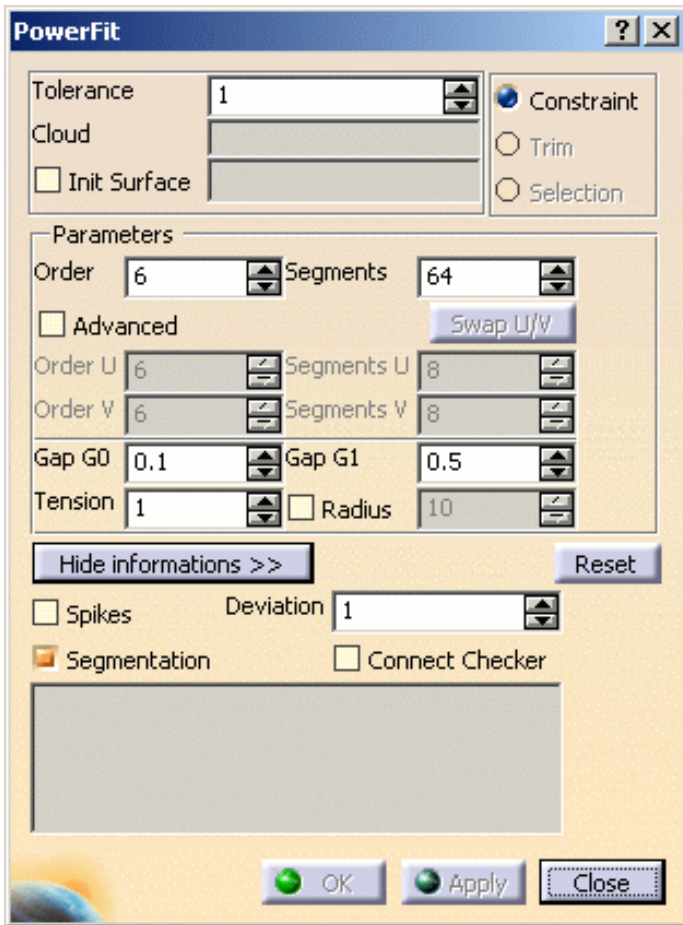 PowerFit
Tolerance 1
Constraint
Cloud
Trim
Init Surface
Selection
Parameters
Order 6 Segments 64
Advanced Swap U/V
Order U 6 Segments U 8
Order V 6 Segments V 8
Gap G0 0.1 Gap G1 0.5
Tension 1 Radius 10
Hide informations >> Reset
Spikes Deviation 1
Segmentation Connect Checker
OK Apply Close